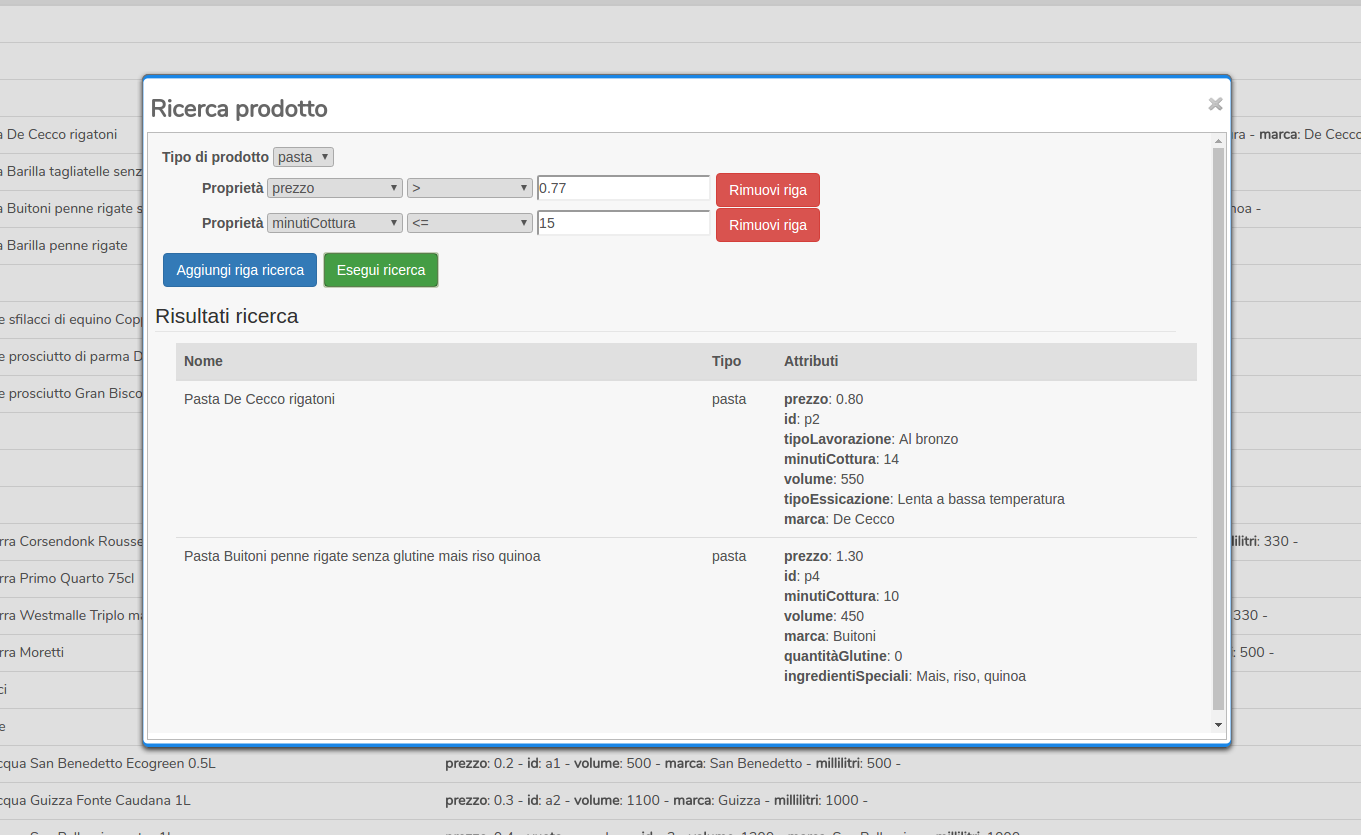 Ricerca prodotto
De Cecco rigatoni
ra - marca: De Cecco
Tipo di prodotto pasta
Barilla tagliatelle senz
Proprietà prezzo > 0.77 Rimuovi riga
Buitoni penne rigate s
noa -
Proprietà minutiCottura <= 15 Rimuovi riga
Barilla penne rigate
Aggiungi riga ricerca Esegui ricerca
Risultati ricerca
e sfilacci di equino Copp
e prosciutto di parma D
Nome Tipo Attributi
e prosciutto Gran Bisco
Pasta De Cecco rigatoni pasta prezzo: 0.80
id: p2
tipoLavorazione: Al bronzo
minutiCottura: 14
volume: 550
tipoEssicazione: Lenta a bassa temperatura
marca: De Cecco
rra Corsendonk Rousse
lilitri: 330 -
Pasta Buitoni penne rigate senza glutine mais riso quinoa pasta prezzo: 1.30
id: p4
rra Primo Quarto 75cl
minutiCottura: 10
rra Westmalle Triplo ma
volume: 450
330 -
marca: Buitoni
rra Moretti
quantitàGlutine: 0
: 500 -
ingredientiSpeciali: Mais, riso, quinoa
ci
e
cqua San Benedetto Ecogreen 0.5L prezzo: 0.2 - id: a1 - volume: 500 - marca: San Benedetto - millilitri: 500 -
cqua Guizza Fonte Caudana 1L prezzo: 0.3 - id: a2 - volume: 1100 - marca: Guizza - millilitri: 1000 -